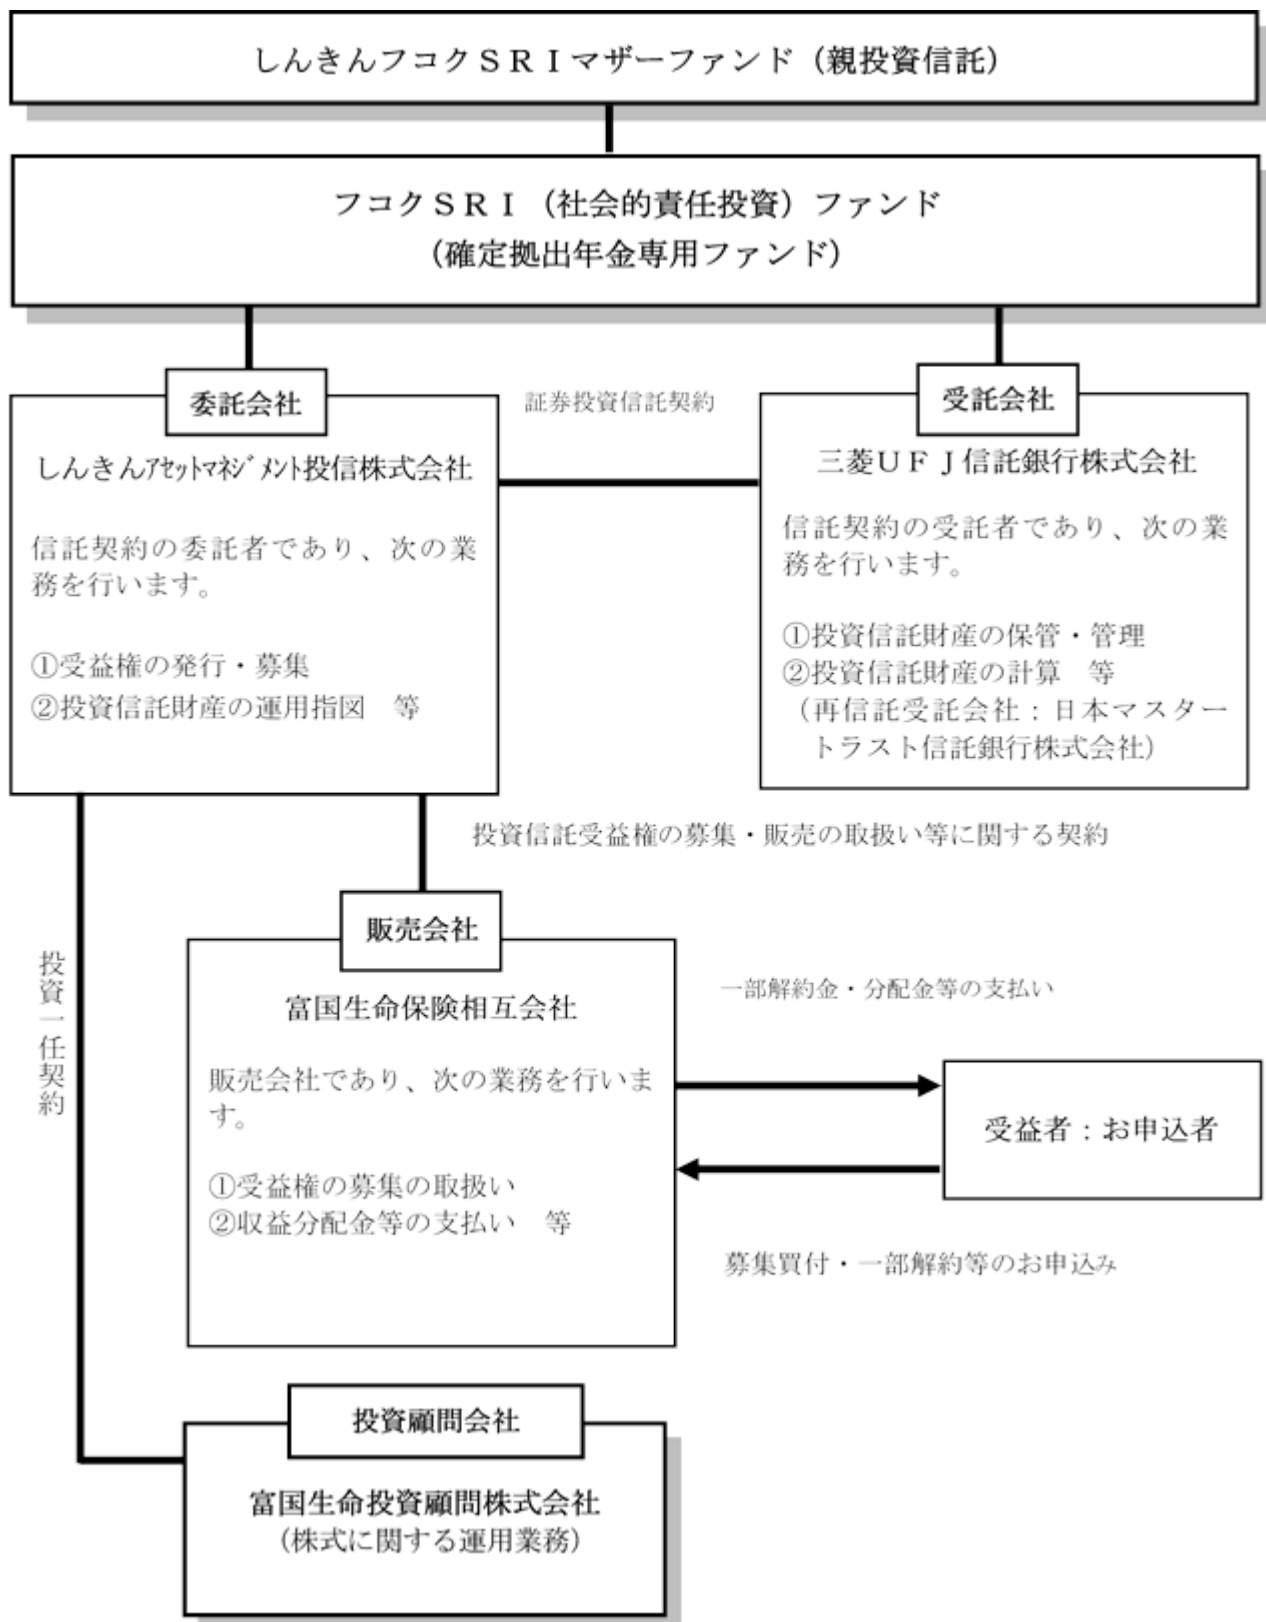 しんきんフコクＳＲＩマザーファンド（親投資信託）
フコクＳＲＩ（社会的責任投資）ファンド
（確定拠出年金専用ファンド）
委託会社
しんきんｱｾｯﾄﾏﾈｼﾞﾒﾝﾄ投信株式会社
信託契約の委託者であり、次の業
務を行います。
①受益権の発行・募集
②投資信託財産の運用指図　等
証券投資信託契約
受託会社
三菱ＵＦＪ信託銀行株式会社
信託契約の受託者であり、次の業
務を行います。
①投資信託財産の保管・管理
②投資信託財産の計算　等
（再信託受託会社：日本マスター
トラスト信託銀行株式会社）
投資信託受益権の募集・販売の取扱い等に関する契約
投資一任契約
販売会社
富国生命保険相互会社
販売会社であり、次の業務を行いま
す。
①受益権の募集の取扱い
②収益分配金等の支払い　等
一部解約金・分配金等の支払い
受益者：お申込者
募集買付・一部解約等のお申込み
投資顧問会社
富国生命投資顧問株式会社
（株式に関する運用業務）